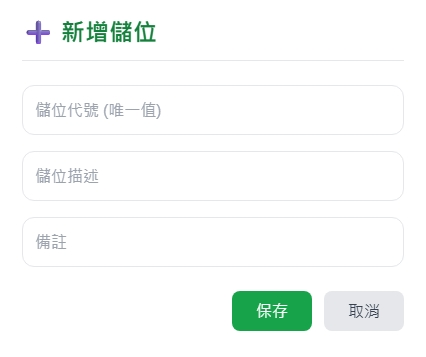 新增儲位
儲位代號 (唯一值)
儲位描述
備註
保存
取消